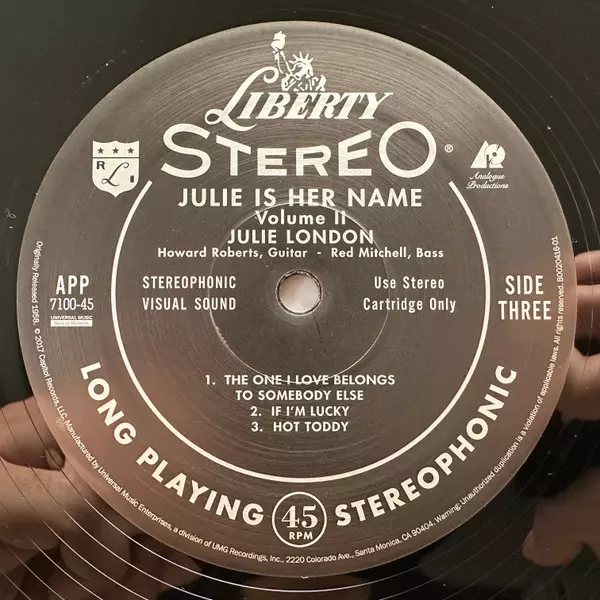 LIBERTY
STEREO®
R L I
Analogue
Productions
JULIE IS HER NAME
Volume II
JULIE LONDON
Howard Roberts, Guitar - Red Mitchell, Bass
APP
7100-45
UNIVERSAL MUSIC
STEREOPHONIC
VISUAL SOUND
Use Stereo
Cartridge Only
SIDE
THREE
1. THE ONE I LOVE BELONGS
TO SOMEBODY ELSE
2. IF I'M LUCKY
3. HOT TODDY
LONG PLAYING 45 RPM STEREOPHONIC
Originally Released 1958. ℗ © 2017 Capitol Records, LLC. Manufactured by Universal Music Enterprises, a division of UMG Recordings, Inc., 2220 Colorado Ave., Santa Monica, CA 90404. Warning: Unauthorized duplication is a violation of applicable laws. All rights reserved. B0020416-01